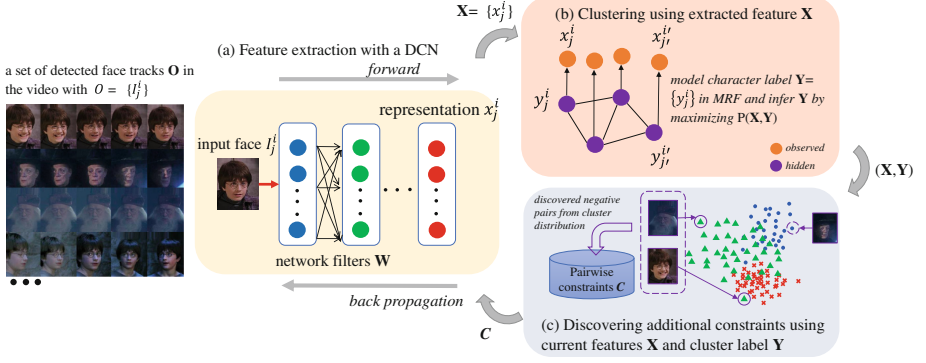 X= {x_j^i}
(a) Feature extraction with a DCN
forward
a set of detected face tracks O in
the video with O = {I_j^i}
representation x_j^i
input face I_j^i
network filters W
back propagation
(b) Clustering using extracted feature X
x_j^i
x_{j'}^{i'}
y_j^i
y_{j'}^{i'}
model character label Y=
{y_j^i} in MRF and infer Y by
maximizing P(X,Y)
observed
hidden
(X,Y)
discovered negative
pairs from cluster
distribution
Pairwise
constraints C
(c) Discovering additional constraints using
current features X and cluster label Y
C